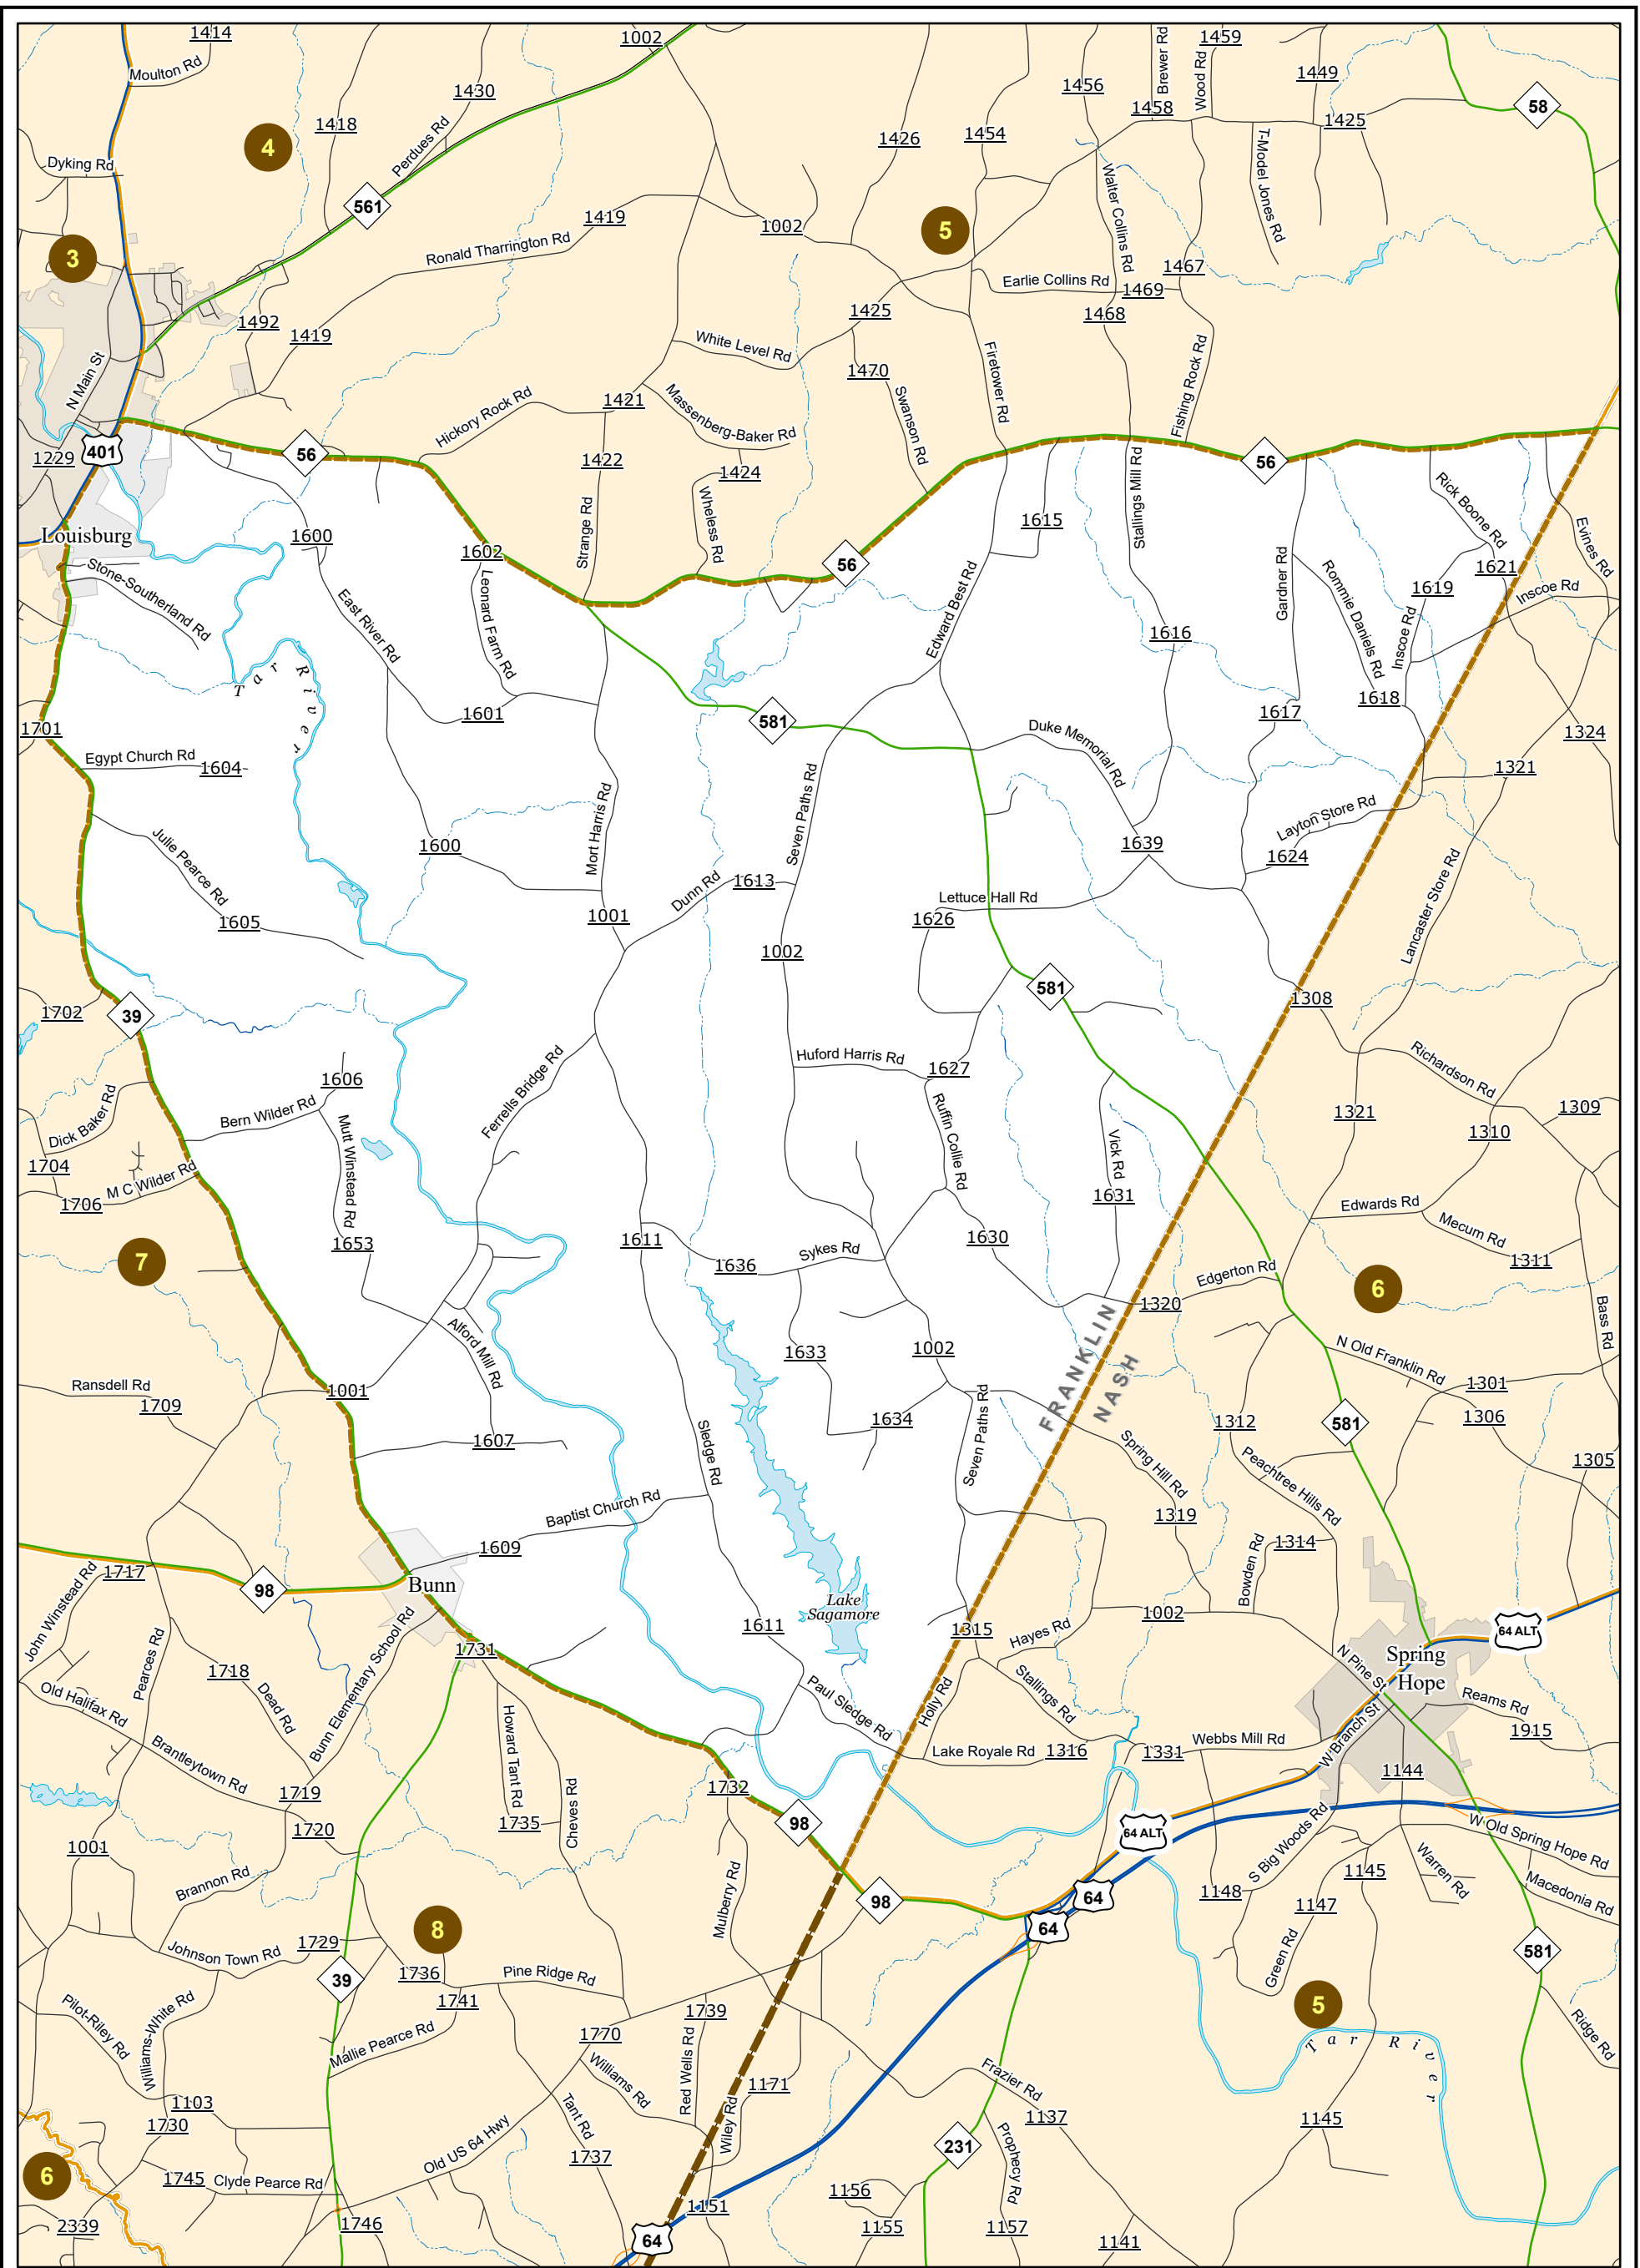 1414
Moulton Rd
1002
1430
1418
Perdues Rd
4
Dyking Rd
561
3
1419
Ronald Tharrington Rd
1002
1426
1454
1456
Brewer Rd
1458
Wood Rd
1459
1449
1425
58
T-Model Jones Rd
Walter Collins Rd
5
Earlie Collins Rd
1469
1467
1468
1425
1492
1419
N Main St
White Level Rd
1470
Swanson Rd
Firetower Rd
Fishing Rock Rd
Hickory Rock Rd
1421
Massenberg-Baker Rd
1422
1424
Strange Rd
Wheless Rd
401
1229
56
56
56
Louisburg
Stone-Southland Rd
1600
1602
Leonard Farm Rd
East River Rd
1601
Tar River
1701
Egypt Church Rd
1604
Julie Pearce Rd
1605
1600
Mort Harris Rd
1001
Dunn Rd
1613
581
Seven Paths Rd
1002
Edward Best Rd
1615
Stallings Mill Rd
1616
Gardner Rd
Rommie Daniels Rd
1617
1618
Inscoe Rd
1619
Rick Boone Rd
1621
Evines Rd
Inscoe Rd
1324
1321
Duke Memorial Rd
1639
Layton Store Rd
1624
Lettuce Hall Rd
1626
581
1308
Lancaster Store Rd
Richardson Rd
1321
1310
1309
1702
39
1606
Bern Wilder Rd
Dick Baker Rd
1704
1706
M C Wilder Rd
Mutt Winstead Rd
1653
Ferrells Bridge Rd
Huford Harris Rd
1627
Ruffin Collie Rd
Vick Rd
1631
1630
1611
1636
Sykes Rd
7
Edwards Rd
Mecum Rd
1311
6
Edgerton Rd
1320
Bass Rd
N Old Franklin Rd
1301
1306
1305
581
FRANKLIN
NASH
1312
Peachtree Hills Rd
Spring Hill Rd
1319
1314
Bowden Rd
1633
1002
1634
Seven Paths Rd
Alford Mill Rd
1001
Ransdell Rd
1709
1607
Sledge Rd
Baptist Church Rd
1609
Bunn
98
1717
John Winstead Rd
1731
1611
Lake
Sagamore
1315
Hayes Rd
1002
64 ALT
Spring
Hope
N Pine St
W Branch St
Reams Rd
1915
Pearces Rd
1718
Dead Rd
Bunn Elementary School Rd
Old Halifax Rd
Brantleytown Rd
1719
1720
Howard Tant Rd
1735
Cheves Rd
1732
98
Paul Sledge Rd
Holly Rd
Stallings Rd
Lake Royale Rd
1316
1331
Webbs Mill Rd
1144
64 ALT
W Old Spring Hope Rd
1001
Brannon Rd
Johnson Town Rd
1729
8
39
1736
1741
Pine Ridge Rd
Mulberry Rd
98
64
64
1148
S Big Woods Rd
1147
1145
Warren Rd
Macedonia Rd
Green Rd
581
5
Ridge Rd
Tar River
Pilot-Riley Rd
Williams-White Rd
Mallie Pearce Rd
1103
1730
1770
Williams Rd
1739
Red Wells Rd
1171
Wiley Rd
Frazier Rd
1137
1145
231
Prophecy Rd
6
1745
Clyde Pearce Rd
Old US 64 Hwy
Tant Rd
1737
1151
1156
1155
1157
1141
2339
1746
64